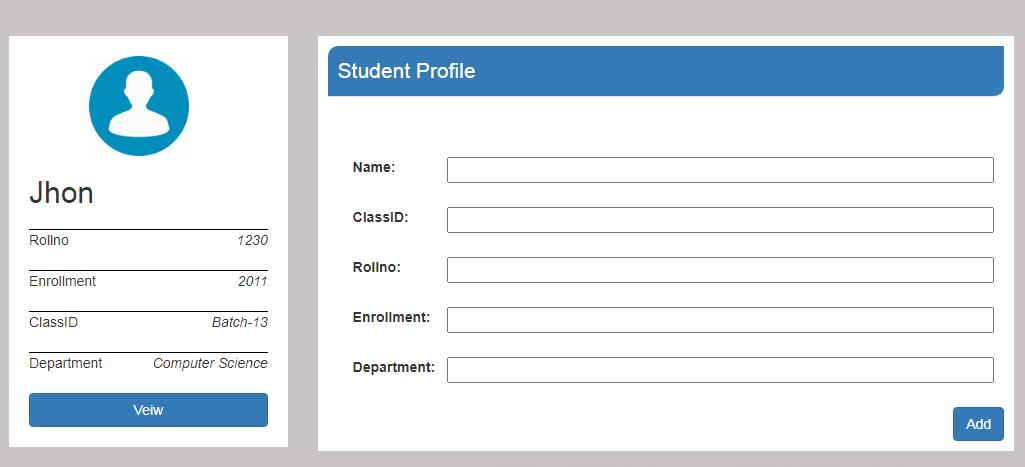 Jhon
Rollno 1230
Enrollment 2011
ClassID Batch-13
Department Computer Science
Veiw
Student Profile
Name:
ClassID:
Rollno:
Enrollment:
Department:
Add